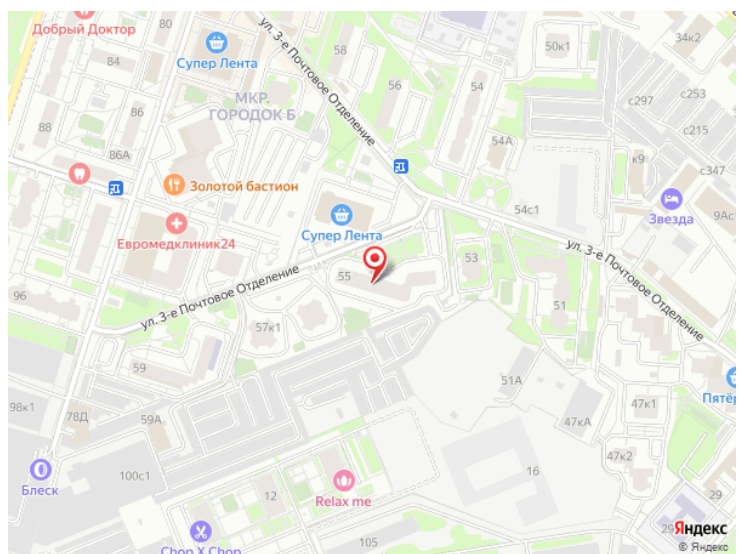 Добрый Доктор
84
Супер Лента
58
50к1
34к2
86
56
54
с297
с253
МКР.
ГОРОДОК Б
ул. 3-е Почтовое Отделение
88
86А
54А
с215
к9
с347
Золотой бастион
Звезда
9Ас1
54с1
Супер Лента
Евромедклиник24
ул. 3-е Почтовое Отделение
53
55
96
ул. 3-е Почтовое Отделение
51
57к1
59
51А
Пятёр
47к1
98к1
78Д
59А
47кА
47к2
100с1
16
Блеск
12
Relax me
29
29
Chop X Chop
105
Яндекс
© Яндекс